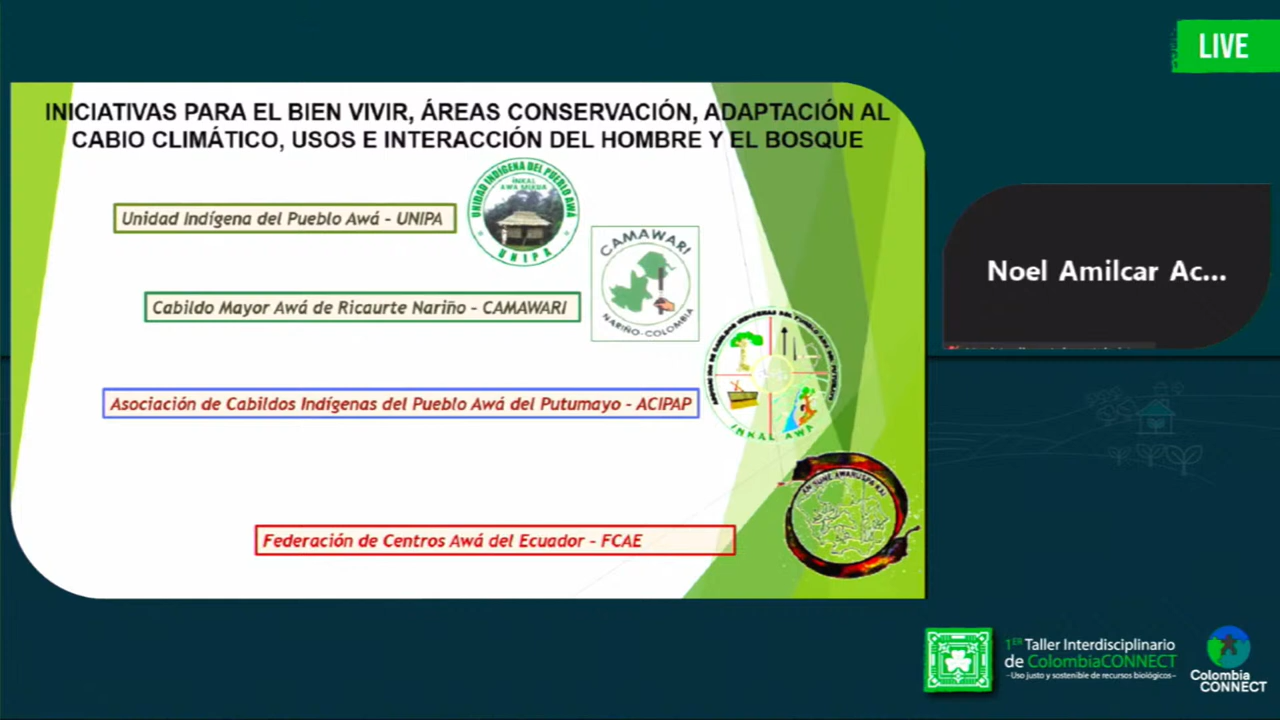 LIVE
INICIATIVAS PARA EL BIEN VIVIR, ÁREAS CONSERVACIÓN, ADAPTACIÓN AL
CABIO CLIMÁTICO, USOS E INTERACCIÓN DEL HOMBRE Y EL BOSQUE
UNIDAD INDÍGENA DEL PUEBLO AWÁ
INKAL
AWA
UNIPA
Unidad Indígena del Pueblo Awá - UNIPA
CAMAWARI
NARIÑO-COLOMBIA
Noel Amilcar Ac...
Cabildo Mayor Awá de Ricaurte Nariño - CAMAWARI
Asociación de Cabildos Indígenas del Pueblo Awá del Putumayo - ACIPAP
INKAL AWA
Federación de Centros Awá del Ecuador - FCAE
1ER Taller Interdisciplinario
de ColombiaCONNECT
- Uso justo y sostenible de recursos biológicos -
Colombia
CONNECT